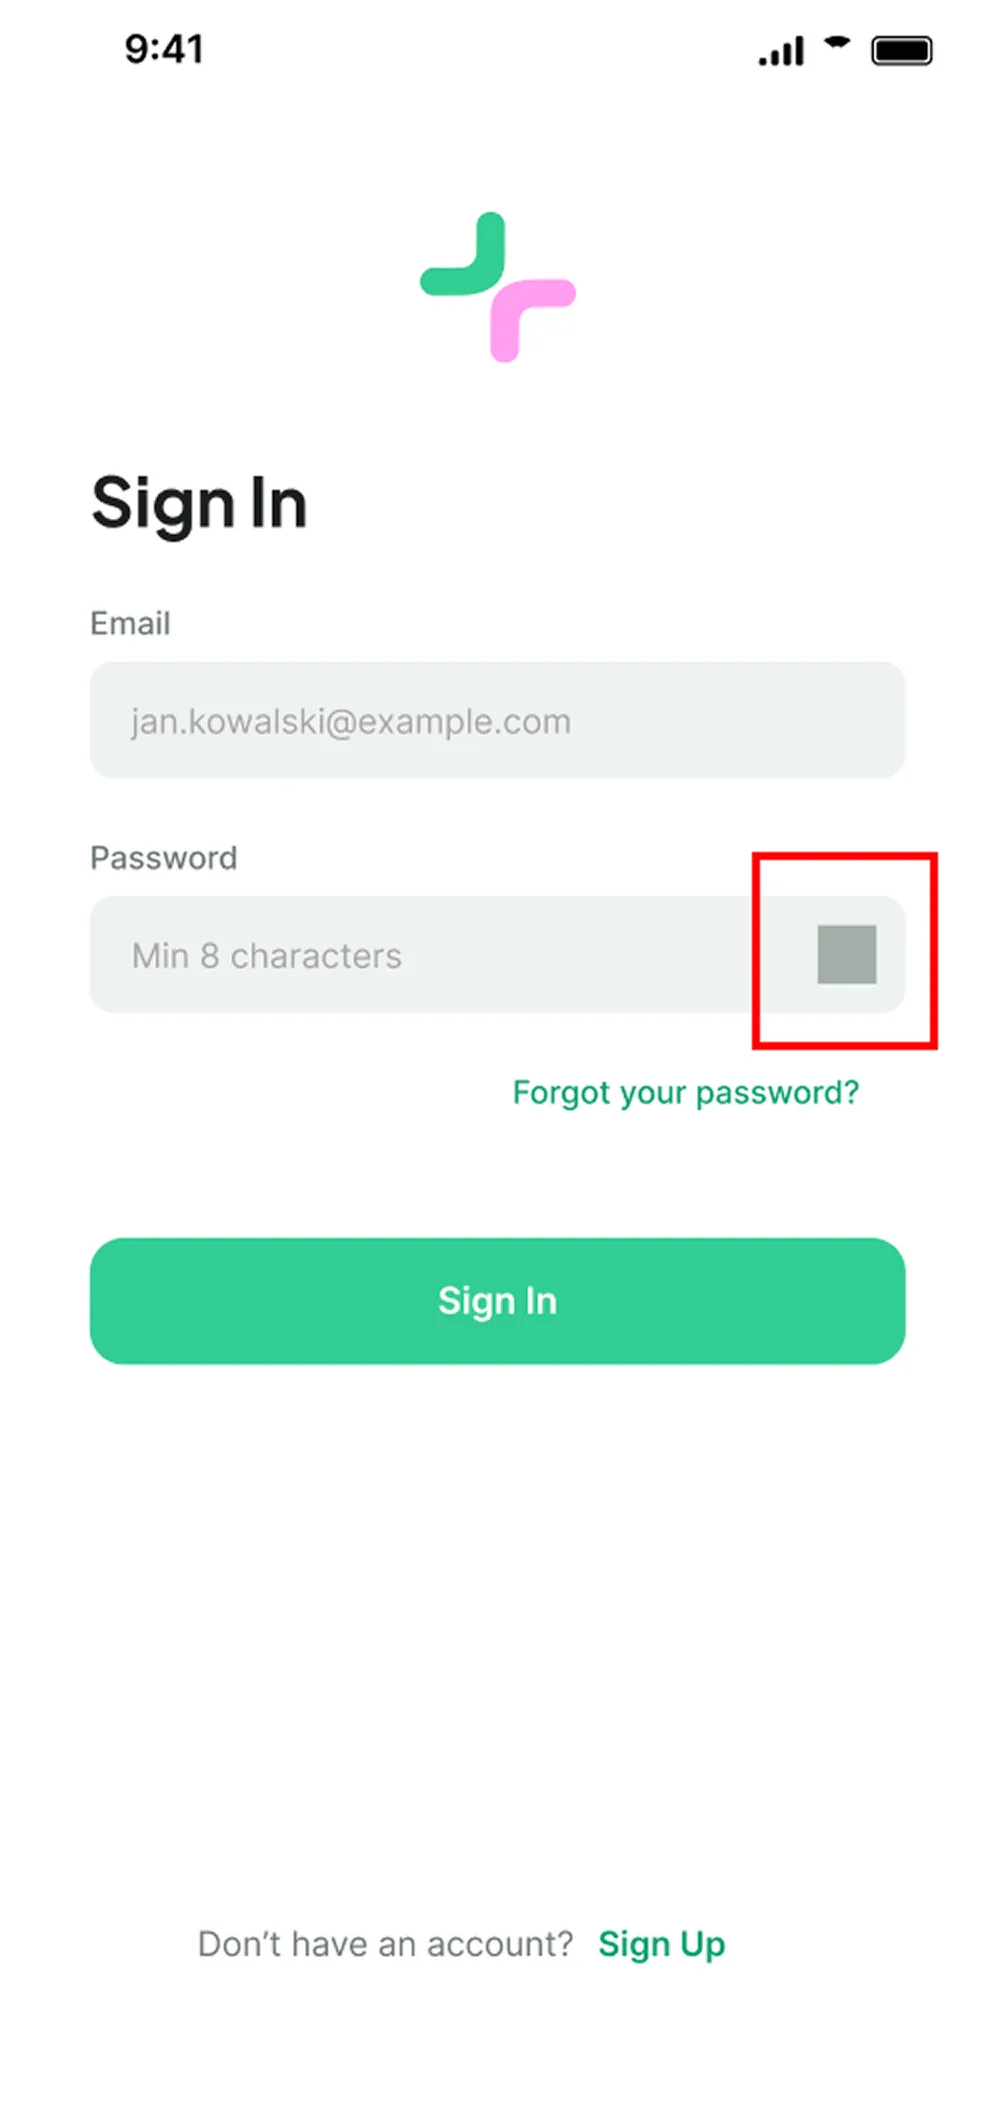 9:41
Sign In
Email
jan.kowalski@example.com
Password
Min 8 characters
Forgot your password?
Sign In
Don’t have an account? Sign Up